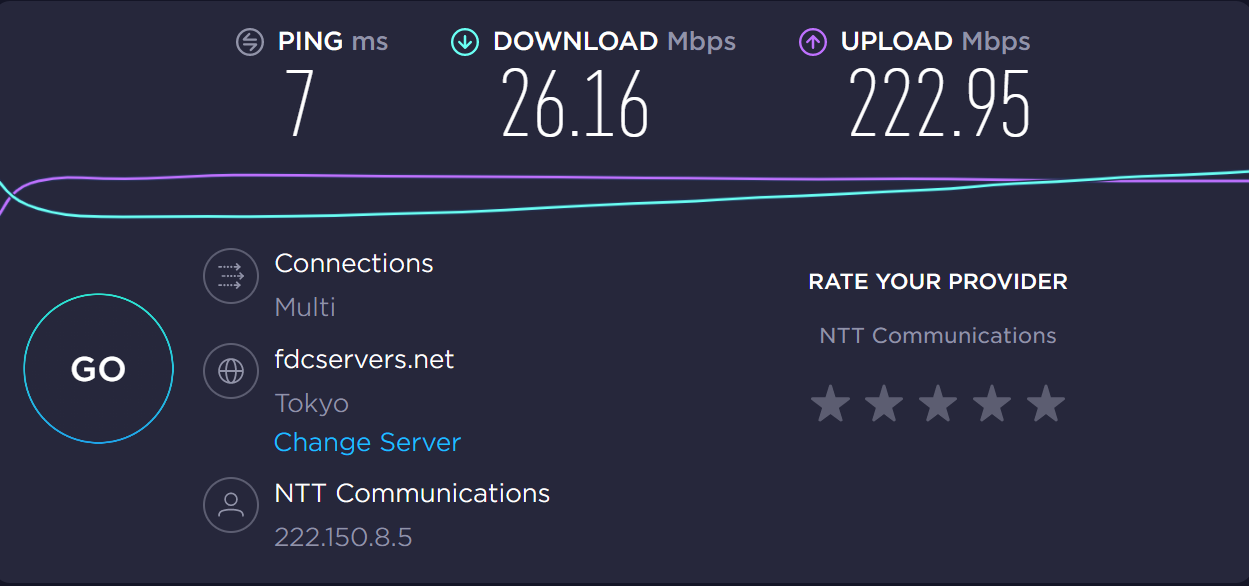 PING ms
7
DOWNLOAD Mbps
26.16
UPLOAD Mbps
222.95
GO
Connections
Multi
fdcservers.net
Tokyo
Change Server
NTT Communications
222.150.8.5
RATE YOUR PROVIDER
NTT Communications